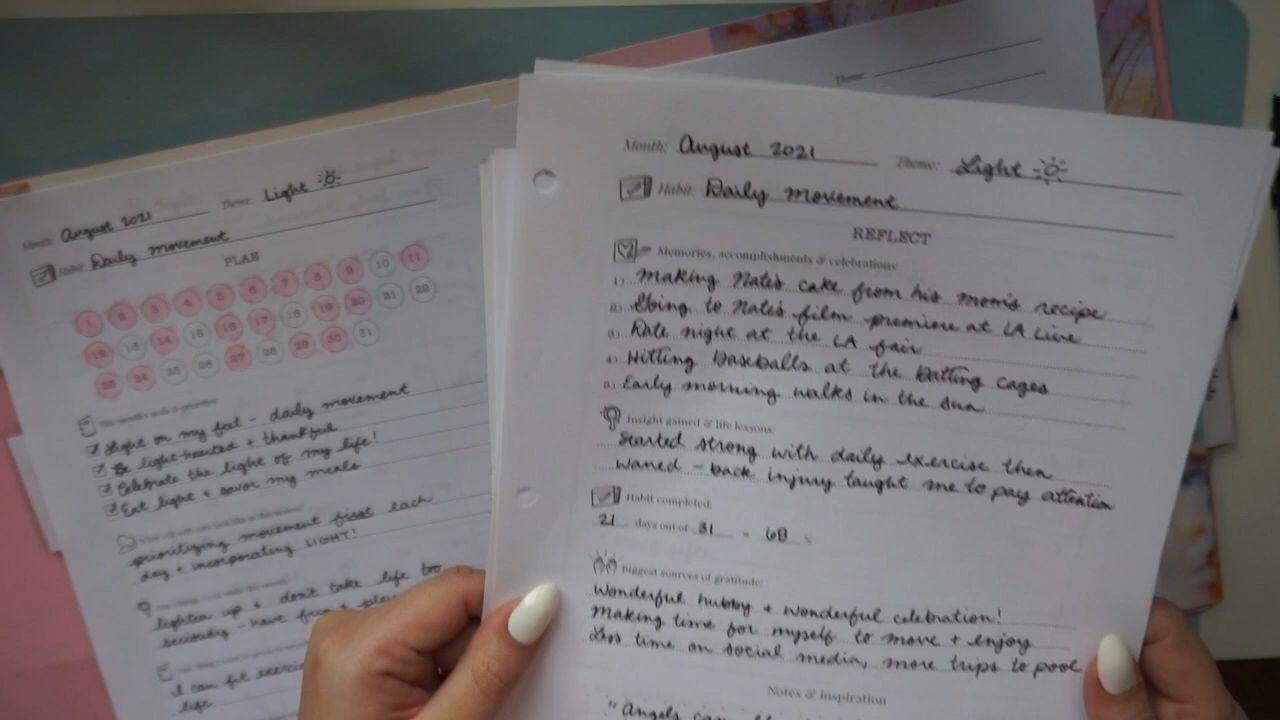 Theme:
Month: August 2021 Theme: Light
Habit: Daily movement
PLAN
1 2 3 4 5 6 7 8 9 10 11
12 13 14 15 16 17 18 19 20 21 22
23 24 25 26 27 28 29 30 31
This month's goals & priorities:
Light on my feet - daily movement
Be light-hearted + thankful
Celebrate the light of my life!
Eat light + savor my meals
prioritizing movement first each
day + incorporating LIGHT!
lighten up + don't take life too
seriously - have fun + play
I can fit exercise
life
Month: August 2021 Theme: Light
Habit: Daily movement
REFLECT
Memories, accomplishments & celebrations:
1) Making Nate's cake from his mom's recipe
2) Going to Nate's film premiere at LA Live
3) Date night at the LA fair
4) Hitting baseballs at the batting cages
5) Early morning walks in the sun
Insight gained & life lessons:
Started strong with daily exercise then
waned - back injury taught me to pay attention
Habit completed:
21 days out of 31 = 68
Biggest sources of gratitude:
Wonderful hubby + wonderful celebration!
Making time for myself to move + enjoy
Less time on social media, more trips to pool
Notes & inspiration
"Angels can